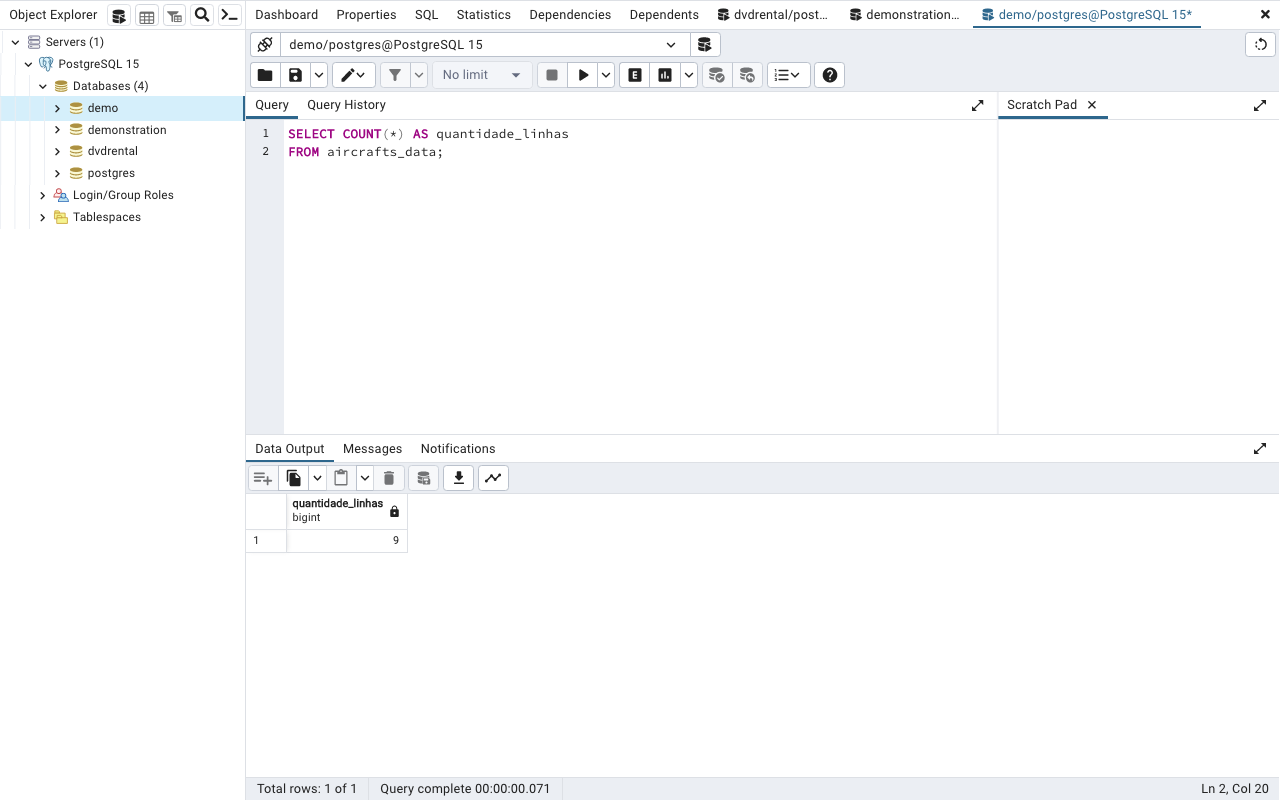 Object Explorer
Dashboard Properties SQL Statistics Dependencies Dependents dvdrental/post... demonstration... demo/postgres@PostgreSQL 15*
Servers (1)
PostgreSQL 15
Databases (4)
demo
demonstration
dvdrental
postgres
Login/Group Roles
Tablespaces
demo/postgres@PostgreSQL 15
No limit
E
Query Query History
Scratch Pad
1 SELECT COUNT(*) AS quantidade_linhas
2 FROM aircrafts_data;
Data Output Messages Notifications
quantidade_linhas
bigint
1 9
Total rows: 1 of 1 Query complete 00:00:00.071 Ln 2, Col 20